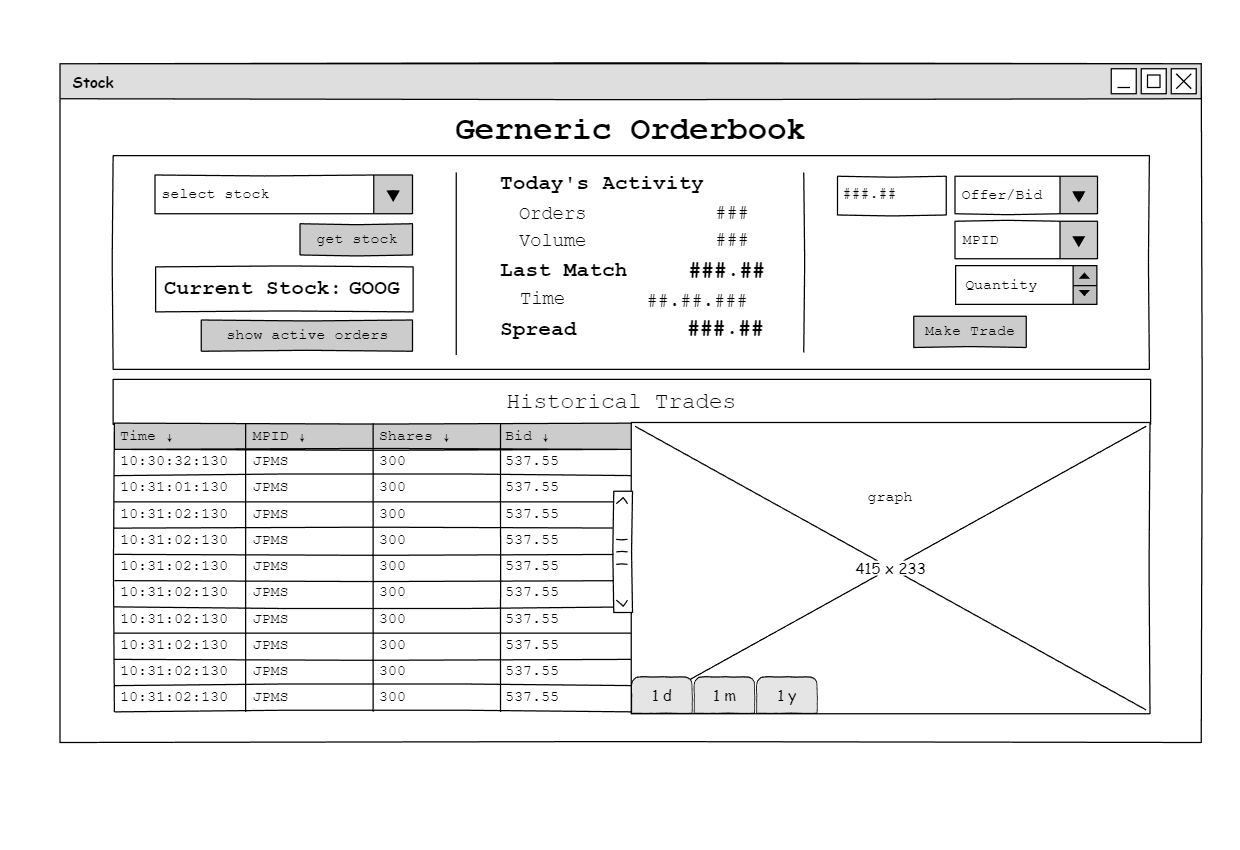 Stock
Gerneric Orderbook
select stock
get stock
Current Stock: GOOG
show active orders
Today's Activity
Orders ###
Volume ###
Last Match ###.##
Time ##.##.###
Spread ###.##
###.## Offer/Bid
MPID
Quantity
Make Trade
Historical Trades
Time ↓ MPID ↓ Shares ↓ Bid ↓
10:30:32:130 JPMS 300 537.55
10:31:01:130 JPMS 300 537.55
10:31:02:130 JPMS 300 537.55
10:31:02:130 JPMS 300 537.55
10:31:02:130 JPMS 300 537.55
10:31:02:130 JPMS 300 537.55
10:31:02:130 JPMS 300 537.55
10:31:02:130 JPMS 300 537.55
10:31:02:130 JPMS 300 537.55
10:31:02:130 JPMS 300 537.55
graph
415 x 233
1 d 1 m 1 y